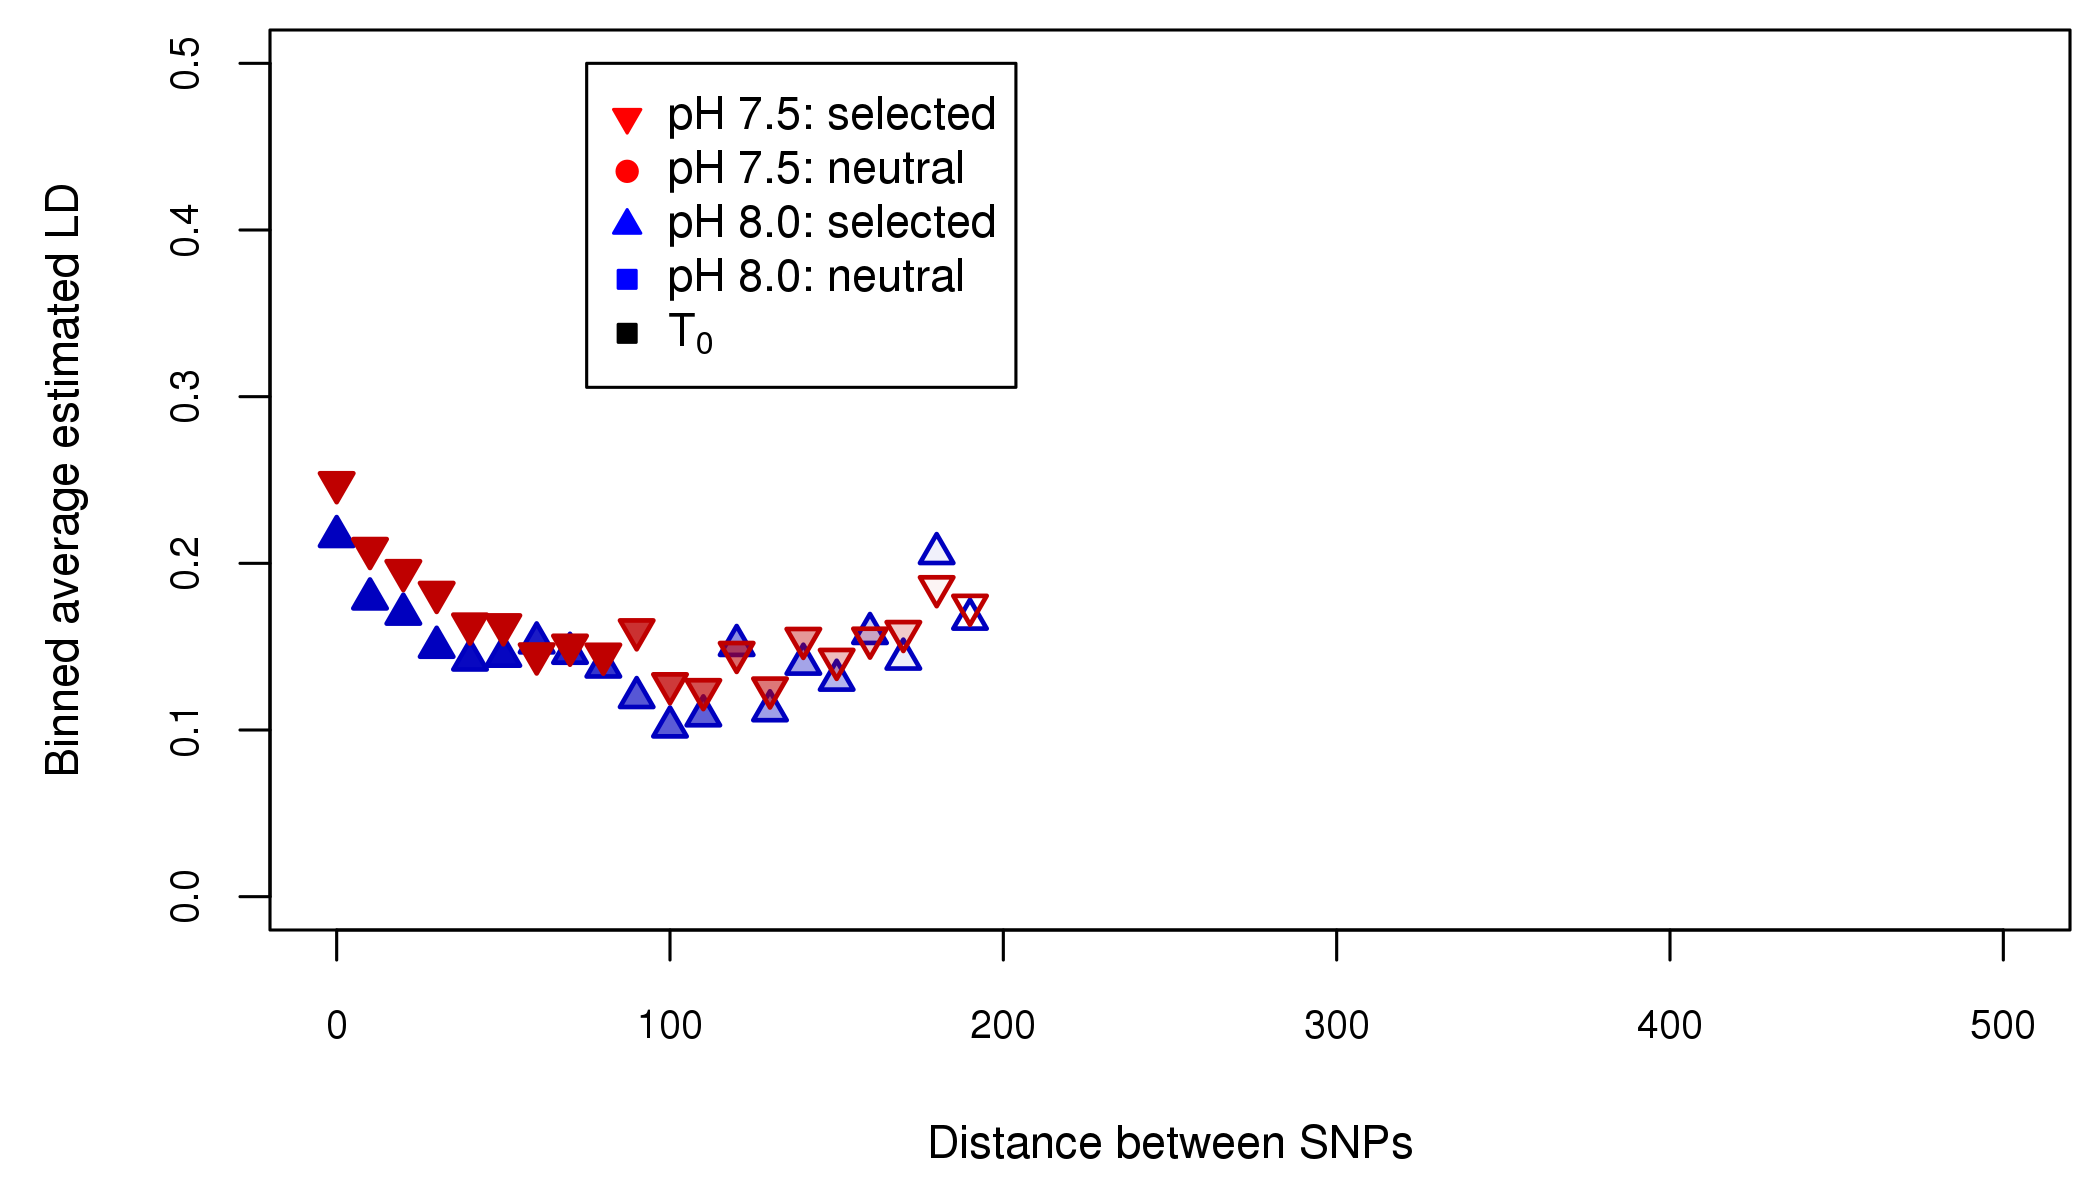 Binned average estimated LD
0.5
0.4
0.3
0.2
0.1
0.0
pH 7.5: selected
pH 7.5: neutral
pH 8.0: selected
pH 8.0: neutral
T0
0 100 200 300 400 500
Distance between SNPs